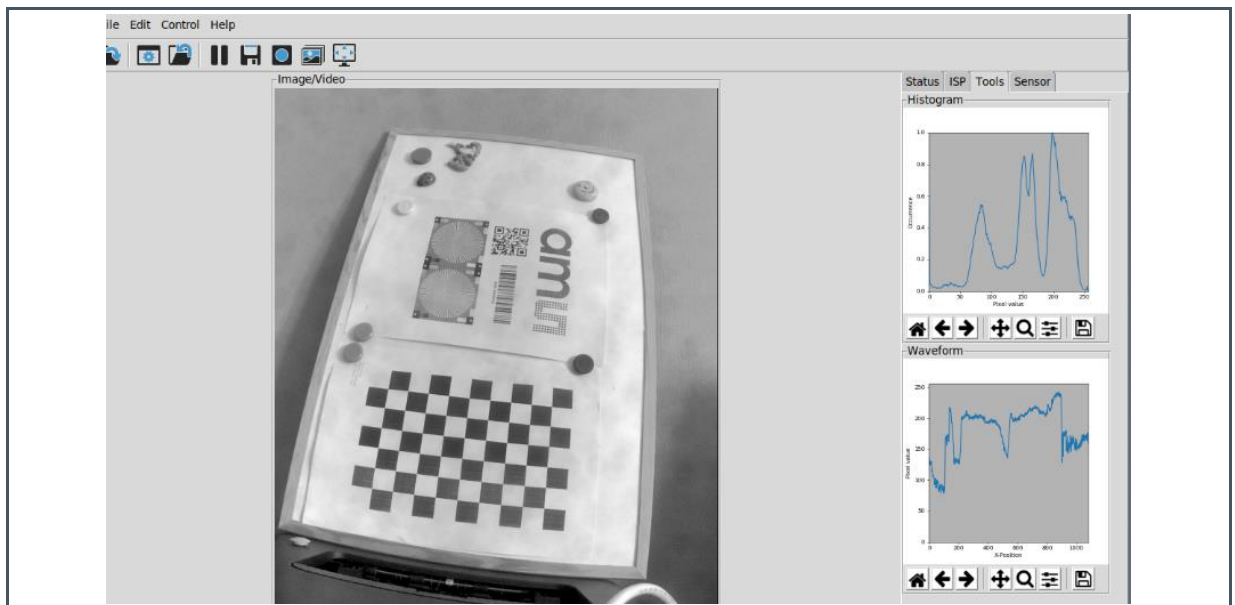 ile Edit Control Help
Image/Video
Status ISP Tools Sensor
Histogram
1.0
0.8
0.6
0.4
0.2
0.0
Occurrence
0 50 100 150 200 250
Pixel value
Waveform
250
200
150
100
50
0
Pixel value
0 200 400 600 800 1000
X-Position
am